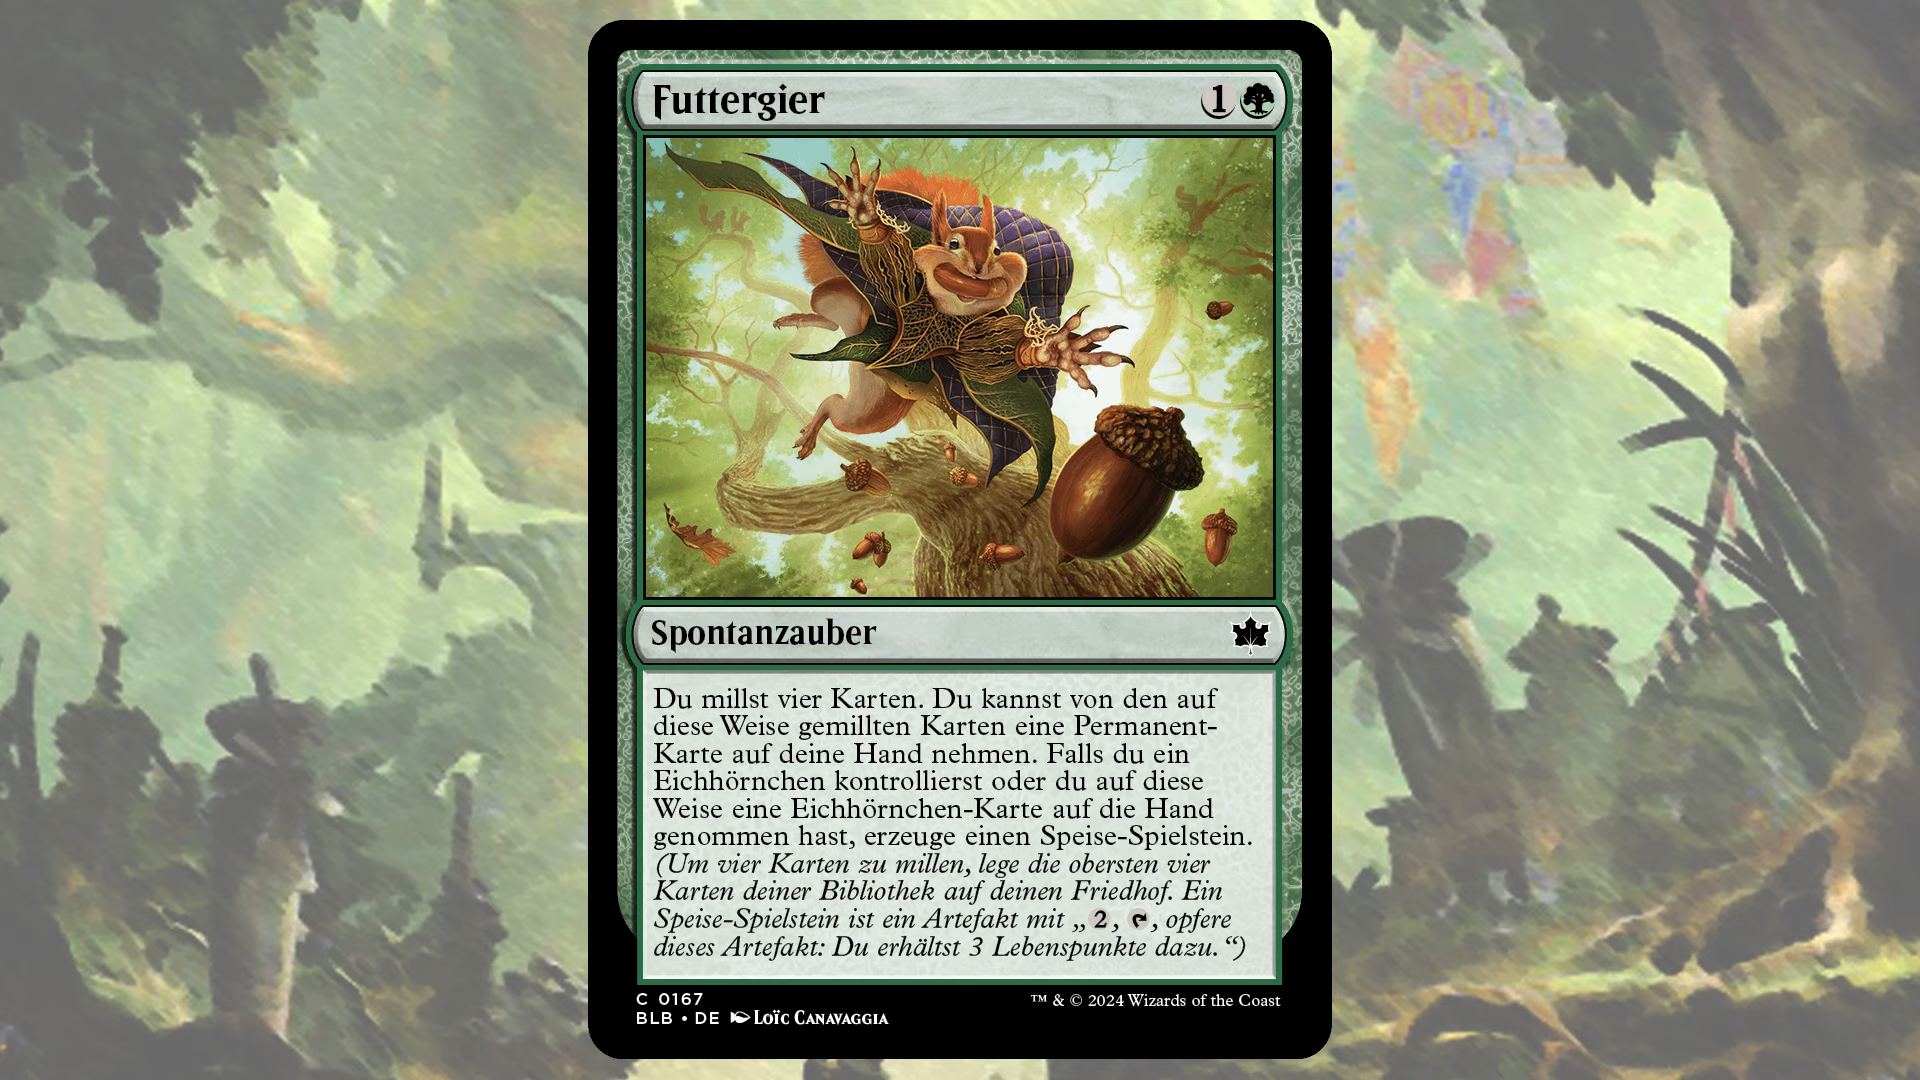 Futtergier
1
Spontanzauber
Du millst vier Karten. Du kannst von den auf
diese Weise gemillten Karten eine Permanent-
Karte auf deine Hand nehmen. Falls du ein
Eichhörnchen kontrollierst oder du auf diese
Weise eine Eichhörnchen-Karte auf die Hand
genommen hast, erzeuge einen Speise-Spielstein.
(Um vier Karten zu millen, lege die obersten vier
Karten deiner Bibliothek auf deinen Friedhof. Ein
Speise-Spielstein ist ein Artefakt mit „2, , opfere
dieses Artefakt: Du erhältst 3 Lebenspunkte dazu.“)
C 0167
BLB • DE Loïc Canavaggia
™ & © 2024 Wizards of the Coast